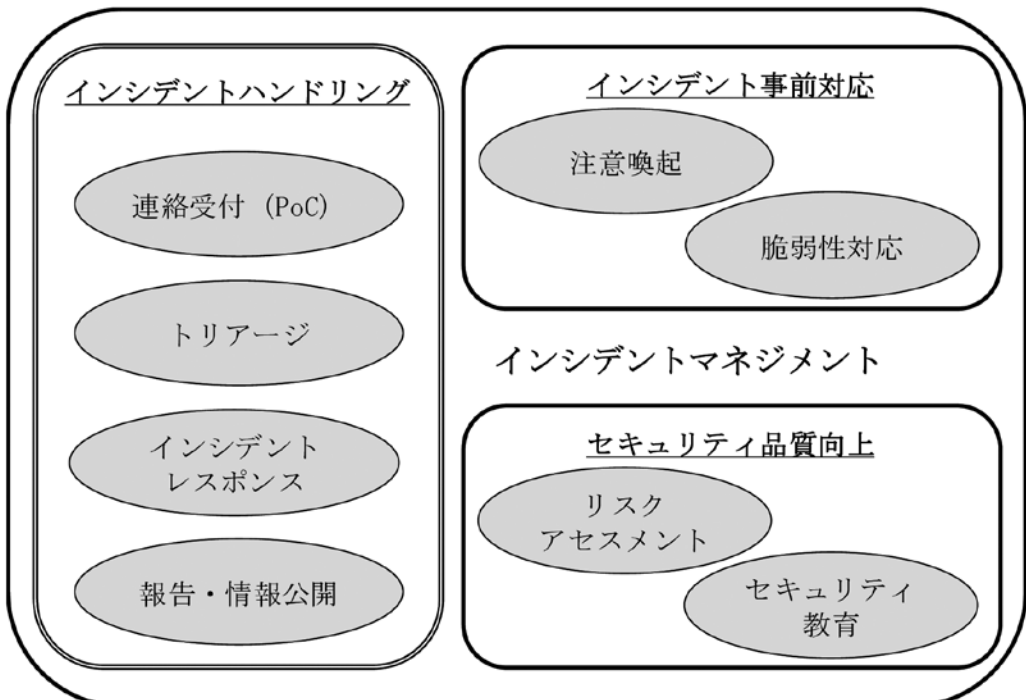 インシデントハンドリング
連絡受付 (PoC)
トリアージ
インシデント
レスポンス
報告・情報公開
インシデント事前対応
注意喚起
脆弱性対応
インシデントマネジメント
セキュリティ品質向上
リスク
アセスメント
セキュリティ
教育